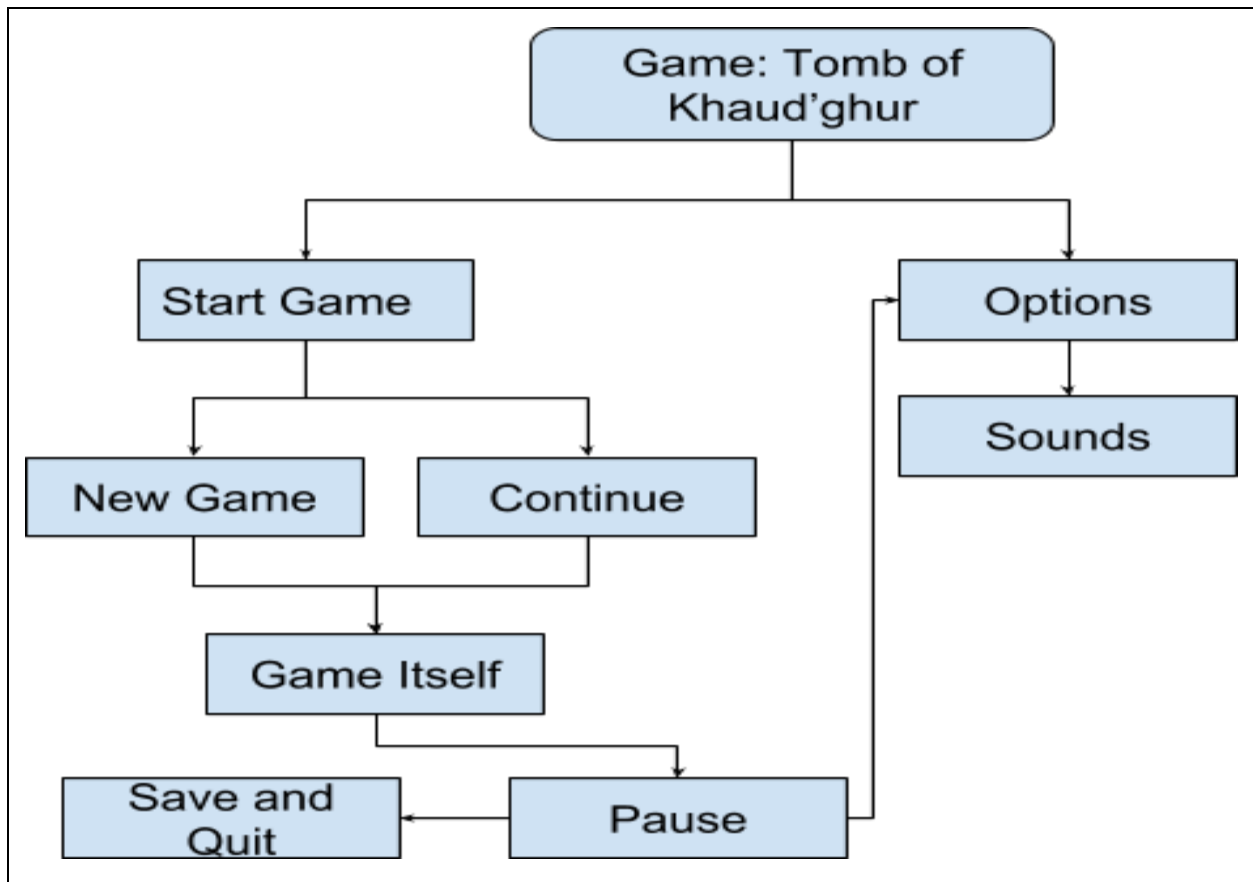 Game: Tomb of
Khaud'ghur
Start Game
Options
Sounds
New Game
Continue
Game Itself
Save and
Quit
Pause